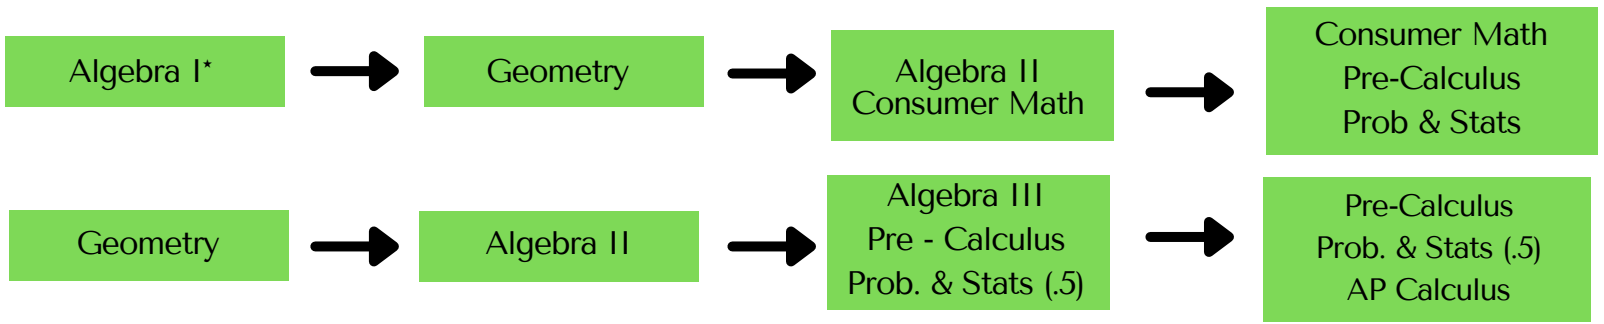 Algebra I*
Geometry
Algebra II
Consumer Math
Consumer Math
Pre-Calculus
Prob & Stats
Geometry
Algebra II
Algebra III
Pre - Calculus
Prob. & Stats (.5)
Pre-Calculus
Prob. & Stats (.5)
AP Calculus